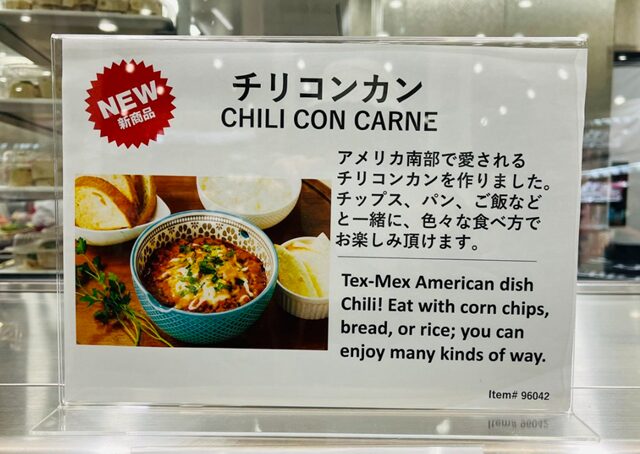 NEW
新商品
チリコンカン
CHILI CON CARNE
アメリカ南部で愛される
チリコンカンを作りました。
チップス、パン、ご飯など
と一緒に、色々な食べ方で
お楽しみ頂けます。
Tex-Mex American dish
Chili! Eat with corn chips,
bread, or rice; you can
enjoy many kinds of way.
Item# 96042